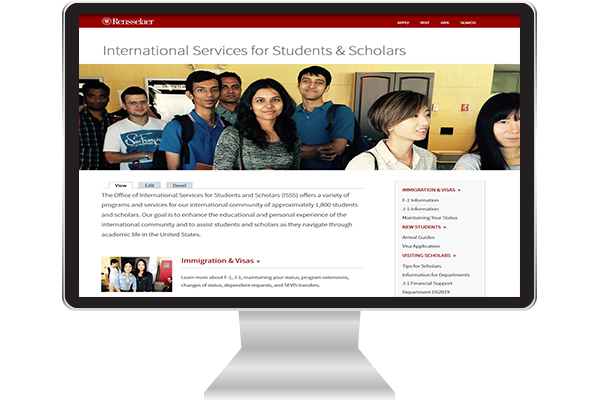 Rensselaer
APPLY VISIT GIVE SEARCH
International Services for Students & Scholars
View Edit Devel
The Office of International Services for Students and Scholars (ISSS) offers a variety of
programs and services for our international community of approximately 1,800 students
and scholars. Our goal is to enhance the educational and personal experience of the
international community and to assist students and scholars as they navigate through
academic life in the United States.
Immigration & Visas »
Learn more about F-1, J-1, maintaining your status, program extensions,
changes of status, dependent requests, and SEVIS transfers.
IMMIGRATION & VISAS »
F-1 Information
J-1 Information
Maintaining Your Status
NEW STUDENTS »
Arrival Guides
Visa Application
VISITING SCHOLARS »
Tips for Scholars
Information for Departments
J-1 Financial Support
Department DS2019